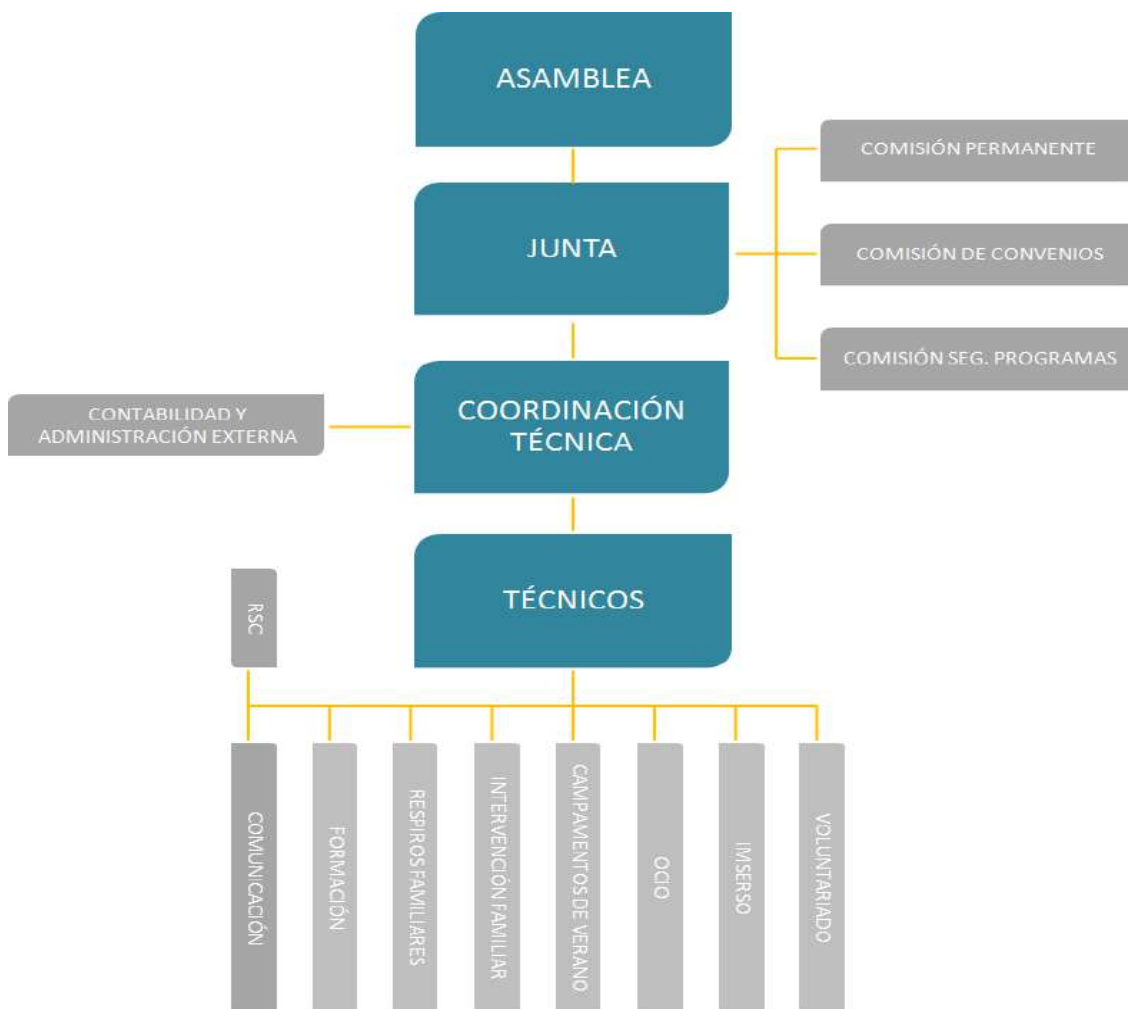 ASAMBLEA
COMISIÓN PERMANENTE
JUNTA
COMISIÓN DE CONVENIOS
COMISIÓN SEG. PROGRAMAS
CONTABILIDAD Y
ADMINISTRACIÓN EXTERNA
COORDINACIÓN
TÉCNICA
TÉCNICOS
RSC
COMUNICACIÓN
FORMACIÓN
RESPIROS FAMILIARES
INTERVENCIÓN FAMILIAR
CAMPAMENTOS DE VERANO
OCIO
IMSERSO
VOLUNTARIADO